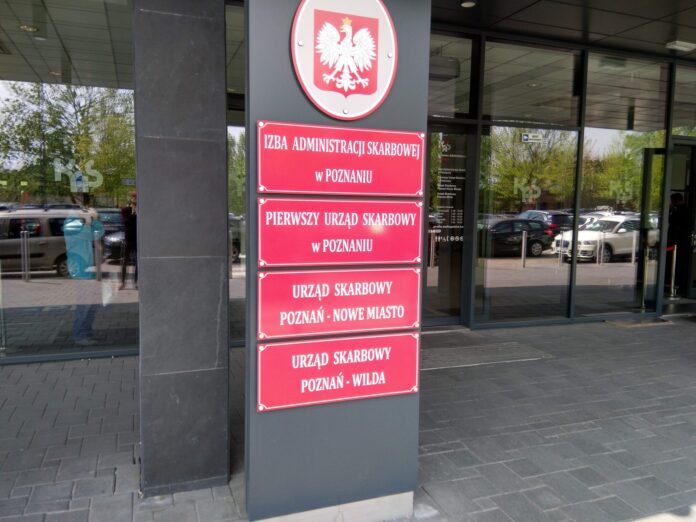 IZBA ADMINISTRACJI SKARBOWEJ
w POZNANIU
PIERWSZY URZĄD SKARBOWY
w POZNANIU
URZĄD SKARBOWY
POZNAŃ - NOWE MIASTO
URZĄD SKARBOWY
POZNAŃ - WILDA